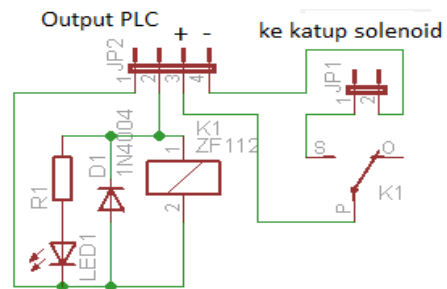 Output PLC
+ -
ke katup solenoid
JP2
1 2 3 4
JP1
1 2
K1
ZF112
1
2
D1
1N4004
R1
LED1
S
O
P
K1